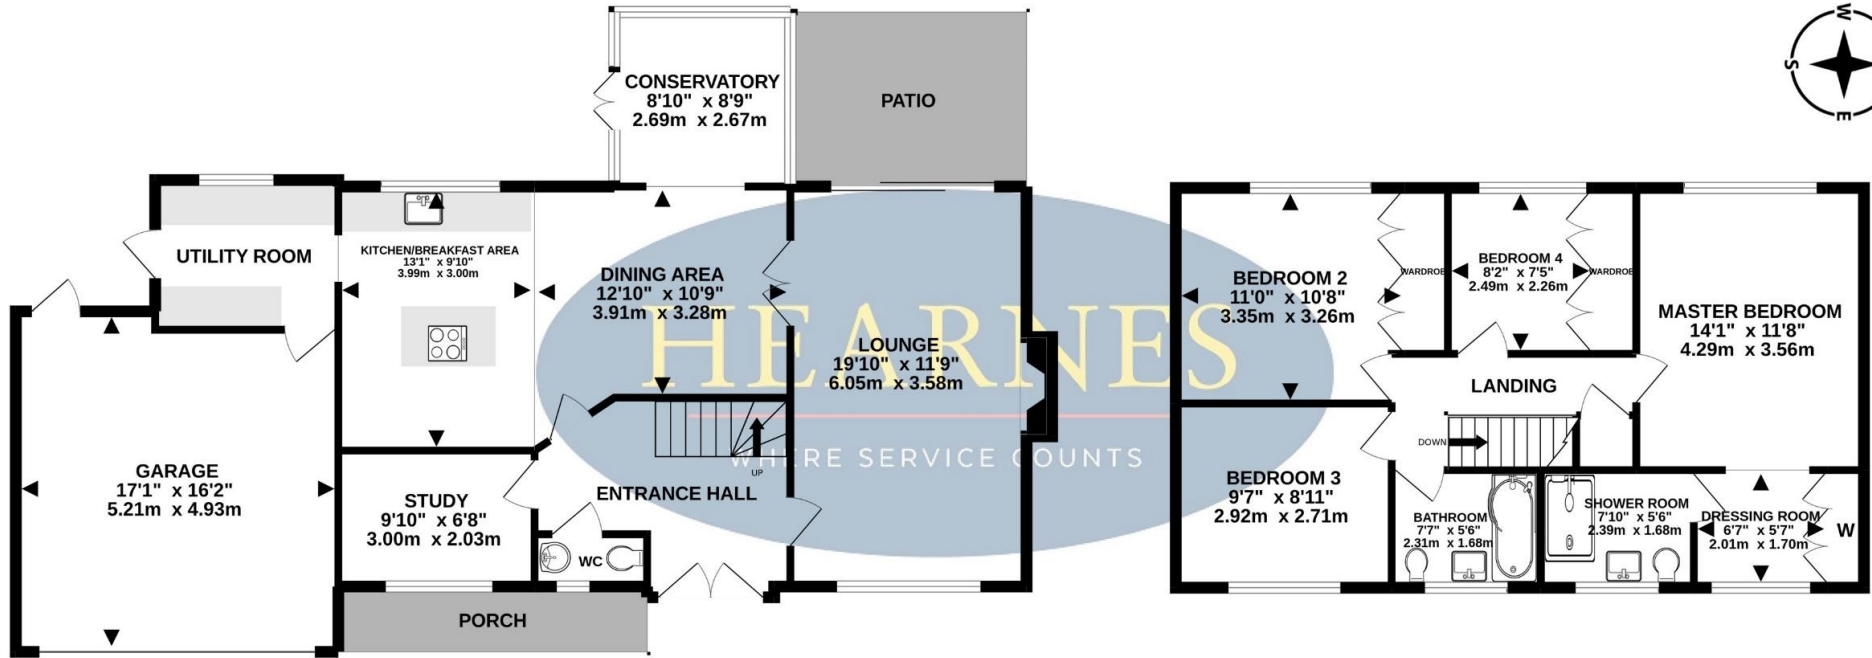 CONSERVATORY
8'10" x 8'9"
2.69m x 2.67m
PATIO
W
S
E
UTILITY ROOM
KITCHEN/BREAKFAST AREA
13'1" x 9'10"
3.99m x 3.00m
DINING AREA
12'10" x 10'9"
3.91m x 3.28m
LOUNGE
19'10" x 11'9"
6.05m x 3.58m
HEARNES
WHERE SERVICE COUNTS
GARAGE
17'1" x 16'2"
5.21m x 4.93m
STUDY
9'10" x 6'8"
3.00m x 2.03m
ENTRANCE HALL
UP
WC
PORCH
BEDROOM 2
11'0" x 10'8"
3.35m x 3.26m
WARDROBE
BEDROOM 4
8'2" x 7'5"
2.49m x 2.26m
WARDROBE
MASTER BEDROOM
14'1" x 11'8"
4.29m x 3.56m
LANDING
DOWN
BEDROOM 3
9'7" x 8'11"
2.92m x 2.71m
BATHROOM
7'7" x 5'6"
2.31m x 1.68m
SHOWER ROOM
7'10" x 5'6"
2.39m x 1.68m
DRESSING ROOM
6'7" x 5'7"
2.01m x 1.70m
W